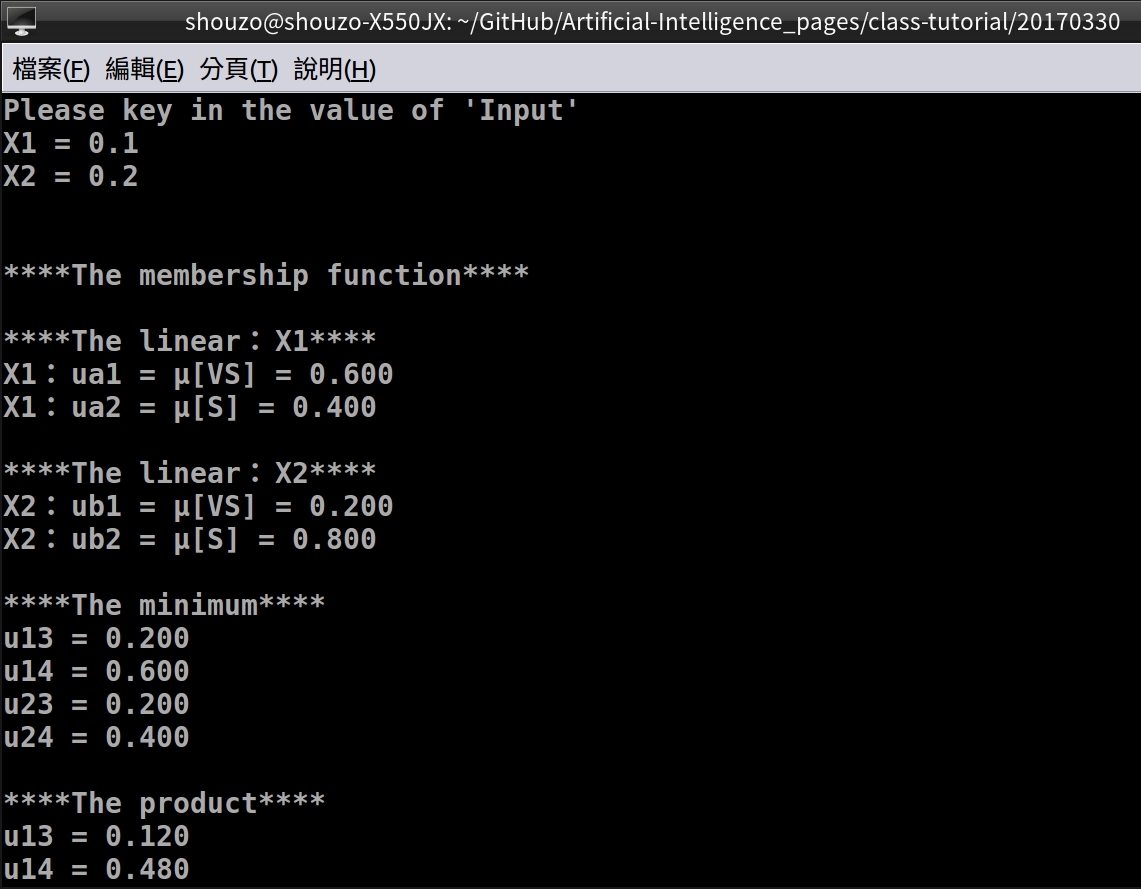 shouzo@shouzo-X550JX: ~/GitHub/Artificial-Intelligence_pages/class-tutorial/20170330
檔案(F) 編輯(E) 分頁(T) 說明(H)
Please key in the value of 'Input'
X1 = 0.1
X2 = 0.2
****The membership function****
****The linear：X1****
X1：ua1 = μ[VS] = 0.600
X1：ua2 = μ[S] = 0.400
****The linear：X2****
X2：ub1 = μ[VS] = 0.200
X2：ub2 = μ[S] = 0.800
****The minimum****
u13 = 0.200
u14 = 0.600
u23 = 0.200
u24 = 0.400
****The product****
u13 = 0.120
u14 = 0.480